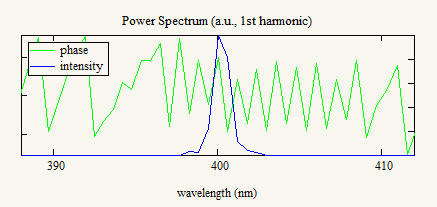 Power Spectrum (a.u., 1st harmonic)
phase
intensity
390 400 410
wavelength (nm)